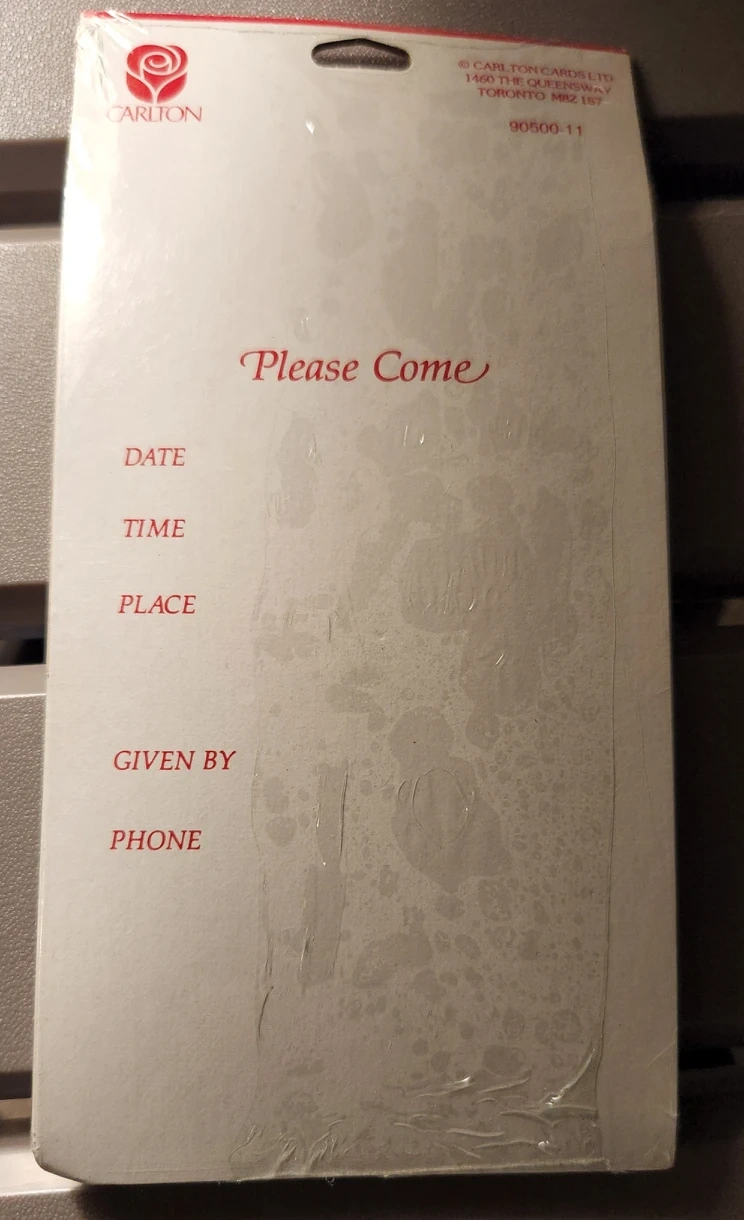 CARLTON
© CARLTON CARDS LTD
1460 THE QUEENSWAY
TORONTO M8Z 1S7
90500-11
Please Come
DATE
TIME
PLACE
GIVEN BY
PHONE